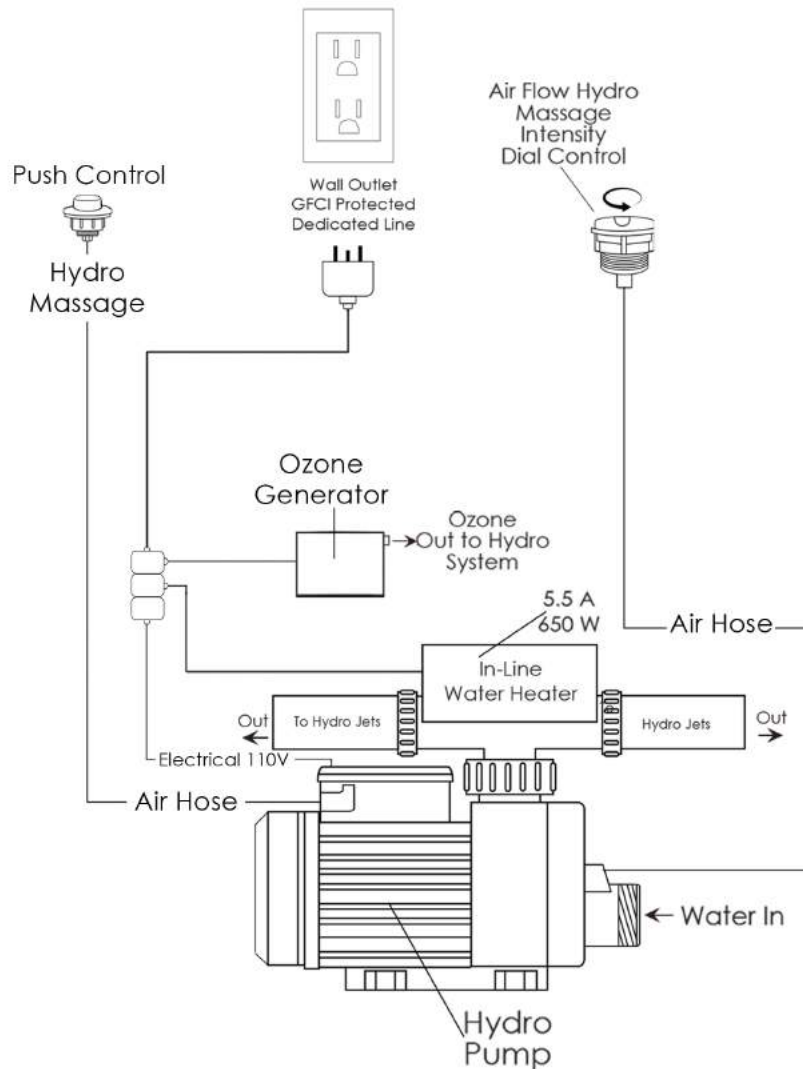 Air Flow Hydro
Massage
Intensity
Dial Control
Push Control
Wall Outlet
GFCI Protected
Dedicated Line
Hydro
Massage
Ozone
Generator
Ozone
Out to Hydro
System
5.5 A
650 W
Air Hose
In-Line
Water Heater
Out
To Hydro Jets
Hydro Jets
Out
Electrical 110V
Air Hose
Water In
Hydro
Pump